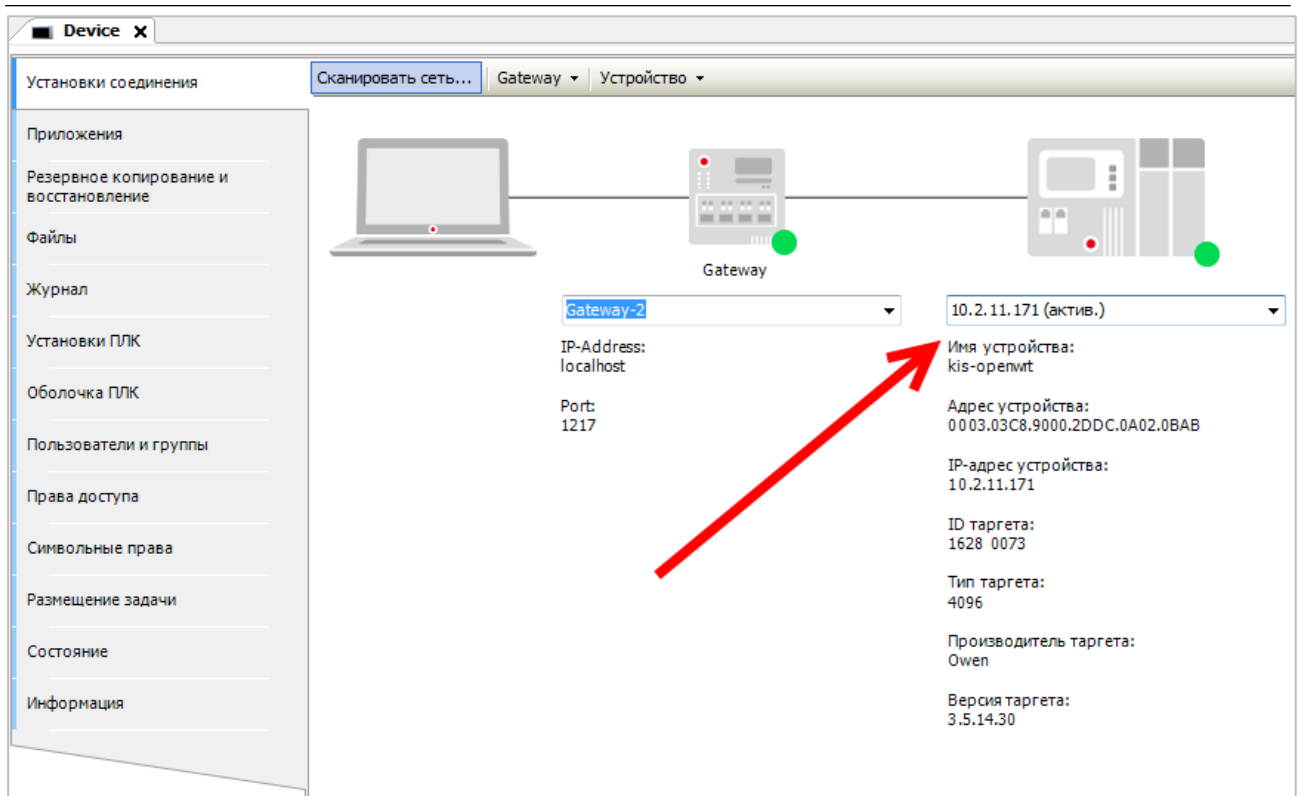 Device X
Установки соединения
Приложения
Резервное копирование и
восстановление
Файлы
Журнал
Установки ПЛК
Оболочка ПЛК
Пользователи и группы
Права доступа
Символьные права
Размещение задачи
Состояние
Информация
Сканировать сеть... Gateway Устройство
Gateway
Gateway-2
IP-Address:
localhost
Port:
1217
10.2.11.171 (актив.)
Имя устройства:
kis-openwrt
Адрес устройства:
0003.03C8.9000.2DDC.0A02.0BAB
IP-адрес устройства:
10.2.11.171
ID таргета:
1628 0073
Тип таргета:
4096
Производитель таргета:
Owen
Версия таргета:
3.5.14.30